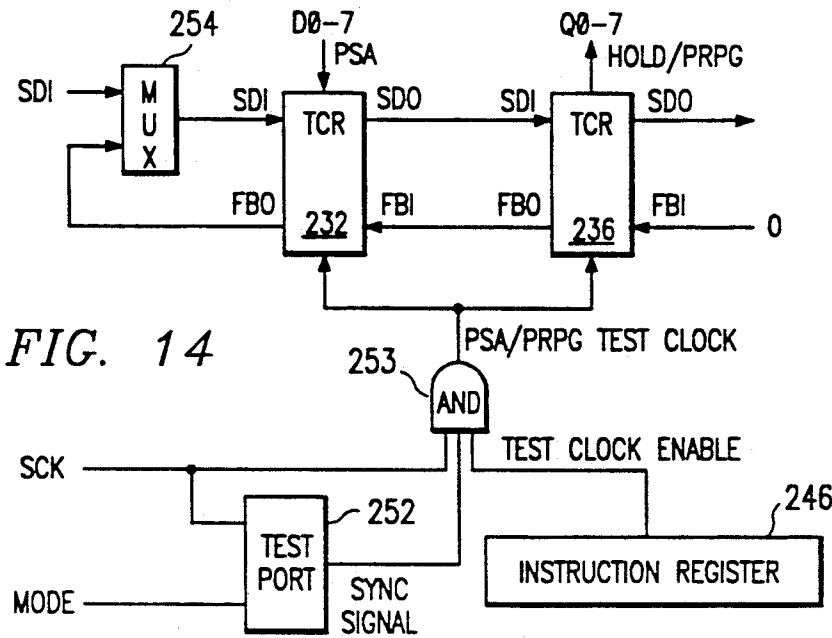 254
D0-7
Q0-7
PSA
HOLD/PRPG
SDI
M
U
X
SDI
TCR
SDO
SDI
TCR
SDO
FBO
232
FBI
FBO
236
FBI
0
FIG. 14
PSA/PRPG TEST CLOCK
253
AND
TEST CLOCK ENABLE
SCK
252
246
TEST
PORT
INSTRUCTION REGISTER
SYNC
SIGNAL
MODE